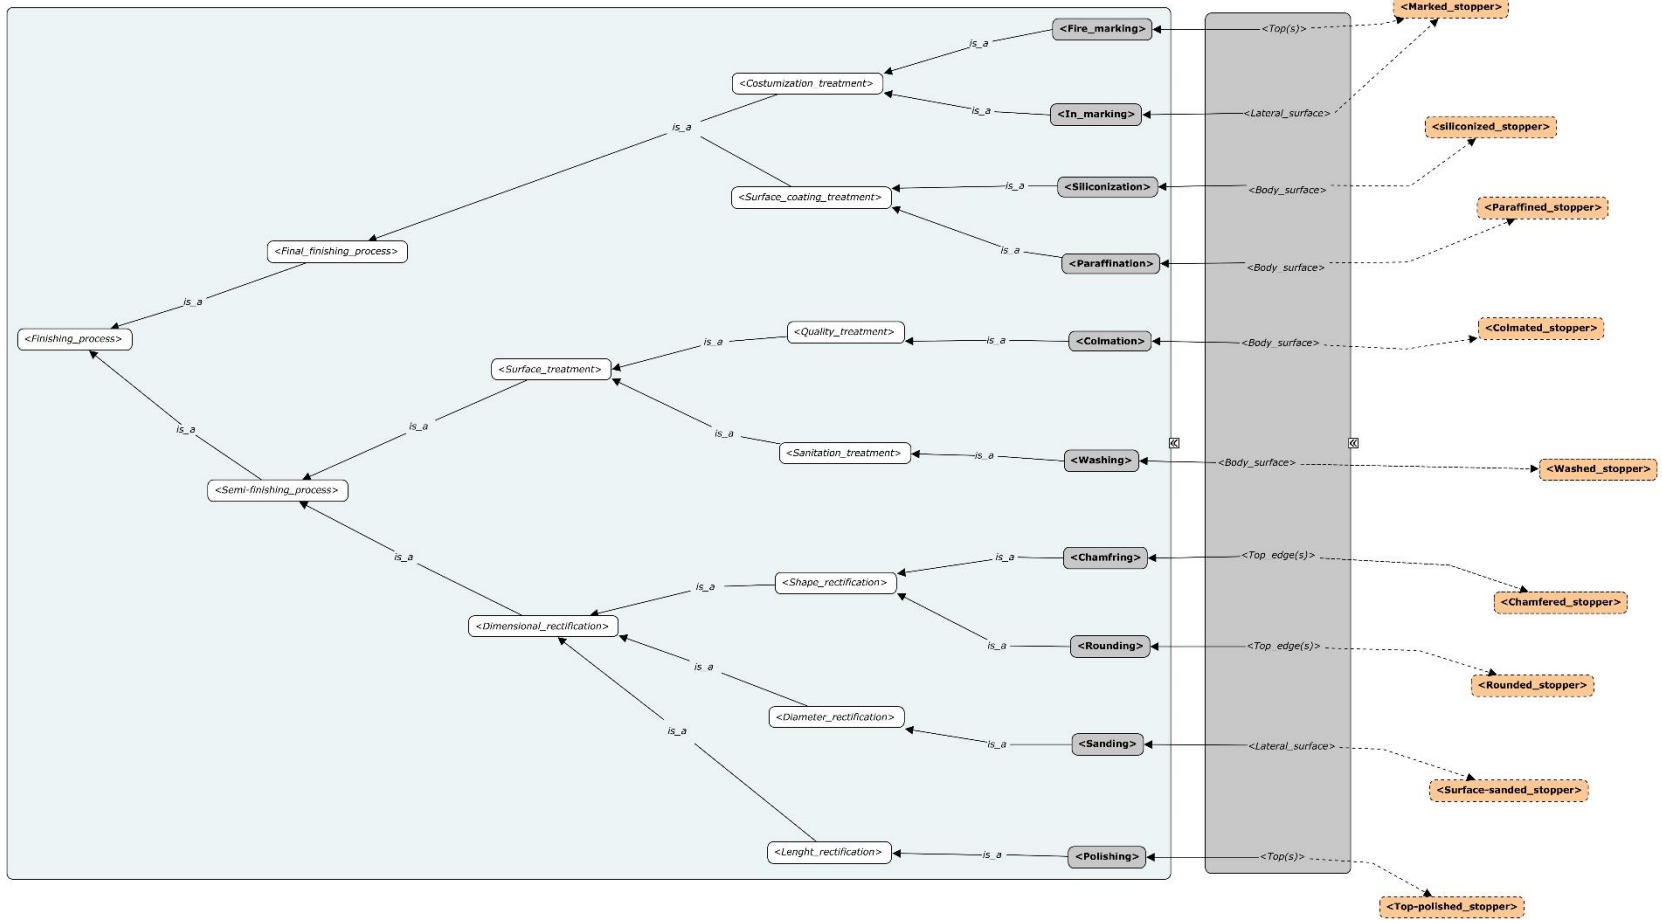 <Marked_stopper>
<Fire_marking>
<Top(s)>
is_a
<Costumization_treatment>
is_a
<In_marking>
<Lateral_surface>
is_a
<siliconized_stopper>
<Surface_coating_treatment>
is_a
<Siliconization>
<Body_surface>
<Paraffined_stopper>
<Final_finishing_process>
is_a
<Paraffination>
<Body_surface>
is_a
<Finishing_process>
<Quality_treatment>
is_a
<Colmation>
<Body_surface>
<Colmated_stopper>
is_a
<Surface_treatment>
is_a
is_a
is_a
<Sanitation_treatment>
is_a
<Washing>
<Body_surface>
<Washed_stopper>
<Semi-finishing_process>
is_a
<Chamfring>
<Top_edge(s)>
is_a
is_a
<Shape_rectification>
<Chamfered_stopper>
<Dimensional_rectification>
is_a
<Rounding>
<Top_edge(s)>
is_a
<Rounded_stopper>
<Diameter_rectification>
is_a
is_a
<Sanding>
<Lateral_surface>
<Surface-sanded_stopper>
<Lenght_rectification>
is_a
<Polishing>
<Top(s)>
<Top-polished_stopper>